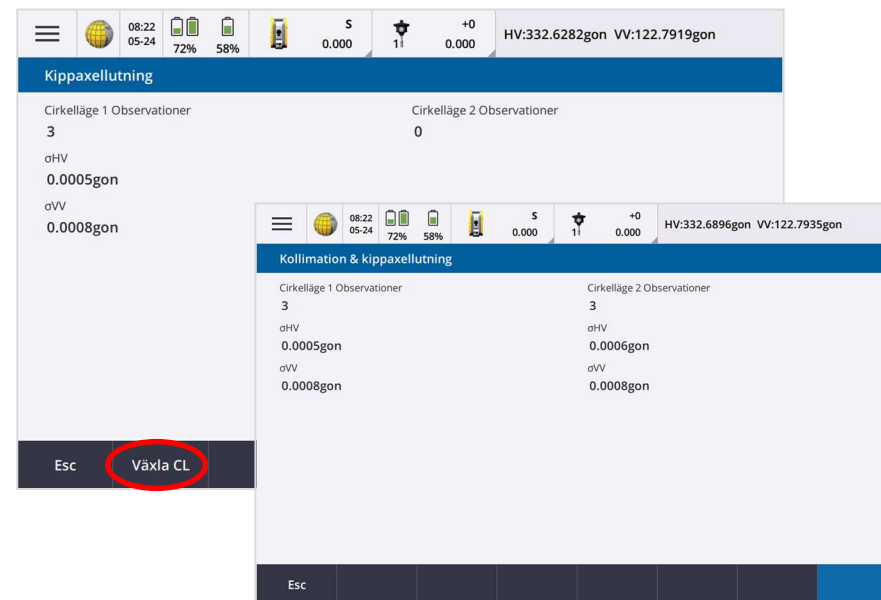 08:22
05-24
72%
58%
S
0.000
1
+0
0.000
HV:332.6282gon VV:122.7919gon
Kippaxellutning
Cirkelläge 1 Observationer
Cirkelläge 2 Observationer
3
0
σHV
0.0005gon
σVV
0.0008gon
Esc
Växla CL
08:22
05-24
72%
58%
S
0.000
1
+0
0.000
HV:332.6896gon VV:122.7935gon
Kollimation & kippaxellutning
Cirkelläge 1 Observationer
Cirkelläge 2 Observationer
3
3
σHV
σHV
0.0005gon
0.0006gon
σVV
σVV
0.0008gon
0.0008gon
Esc